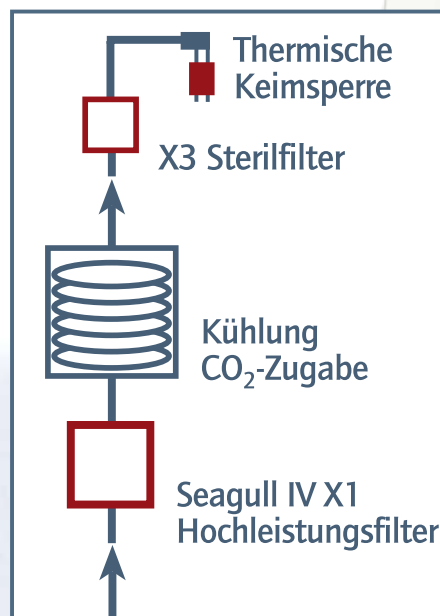 Thermische
Keimsperre
X3 Sterilfilter
Kühlung
CO₂-Zugabe
Seagull IV X1
Hochleistungsfilter